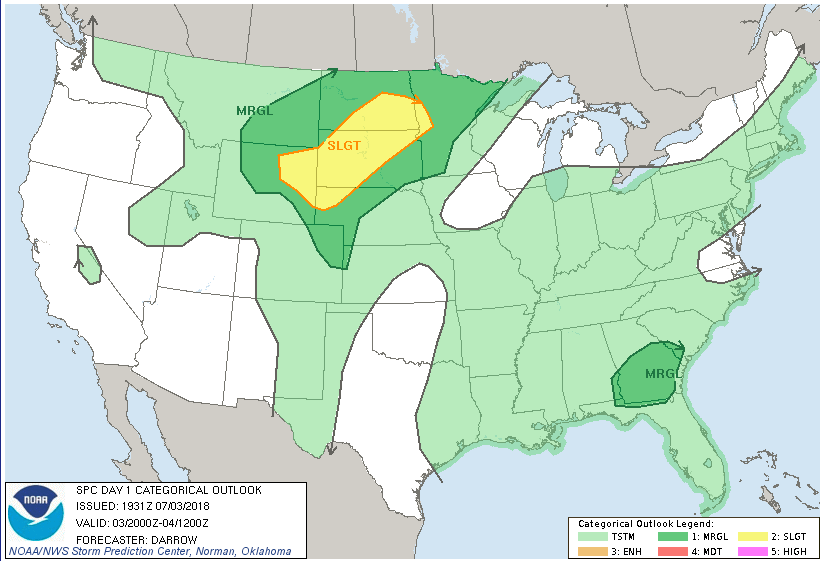 MRGL
SLGT
MRGL
NOAA
SPC DAY 1 CATEGORICAL OUTLOOK
ISSUED: 1931Z 07/03/2018
VALID: 03/2000Z-04/1200Z
FORECASTER: DARROW
NOAA/NWS Storm Prediction Center, Norman, Oklahoma
Categorical Outlook Legend:
TSTM 1: MRGL 2: SLGT
3: ENH 4: MDT 5: HIGH